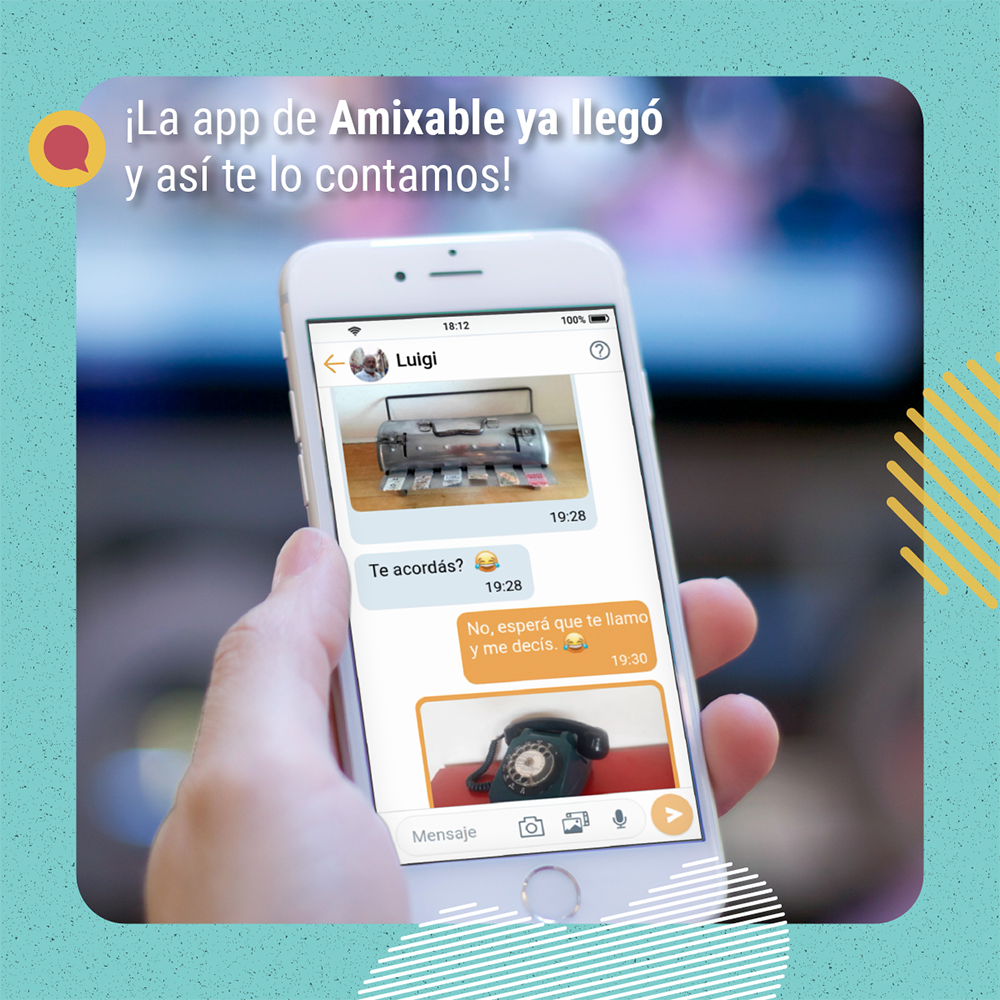 ¡La app de Amixable ya llegó
y así te lo contamos!
18:12
100%
Luigi
19:28
Te acordás? 😂
19:28
No, esperá que te llamo
y me decís. 😂
19:30
Mensaje